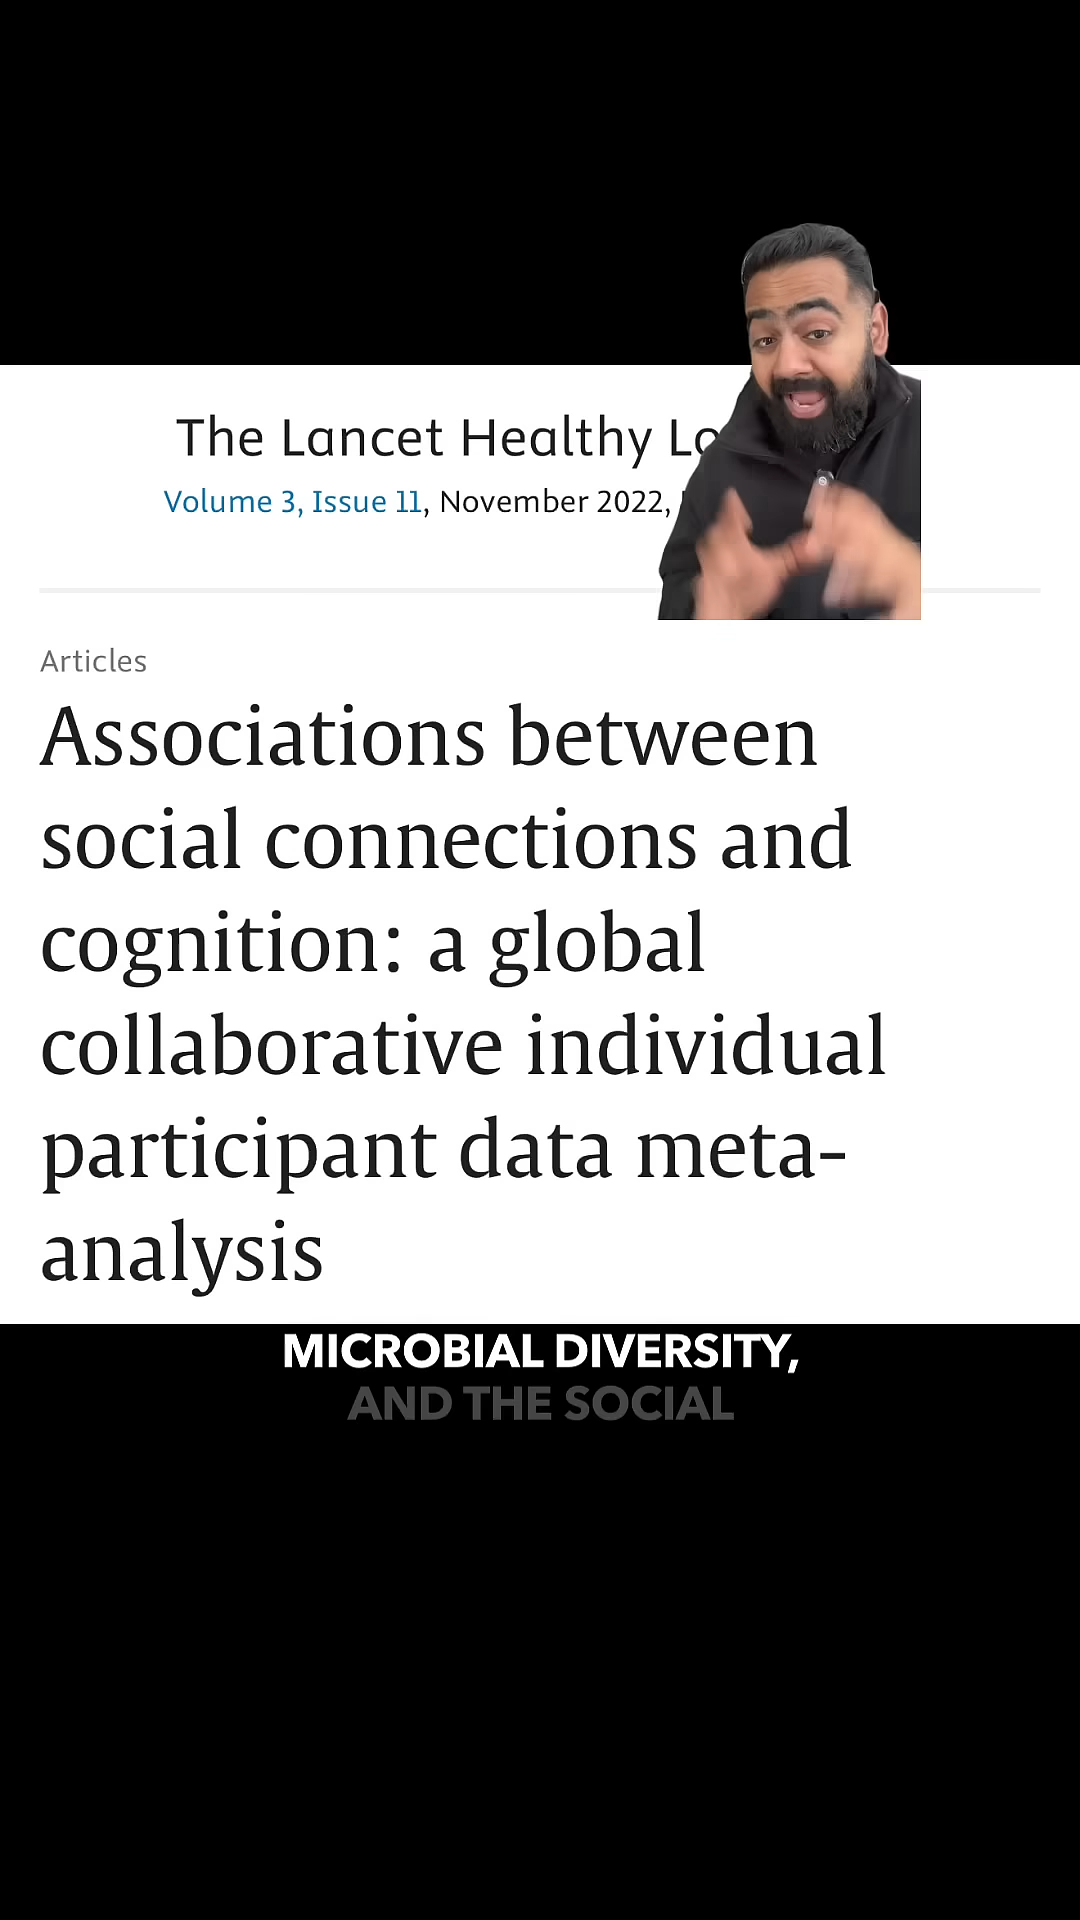 The Lancet Healthy
Volume 3, Issue 11, November 2022,
Articles
Associations between
social connections and
cognition: a global
collaborative individual
participant data meta-
analysis
MICROBIAL DIVERSITY,
AND THE SOCIAL